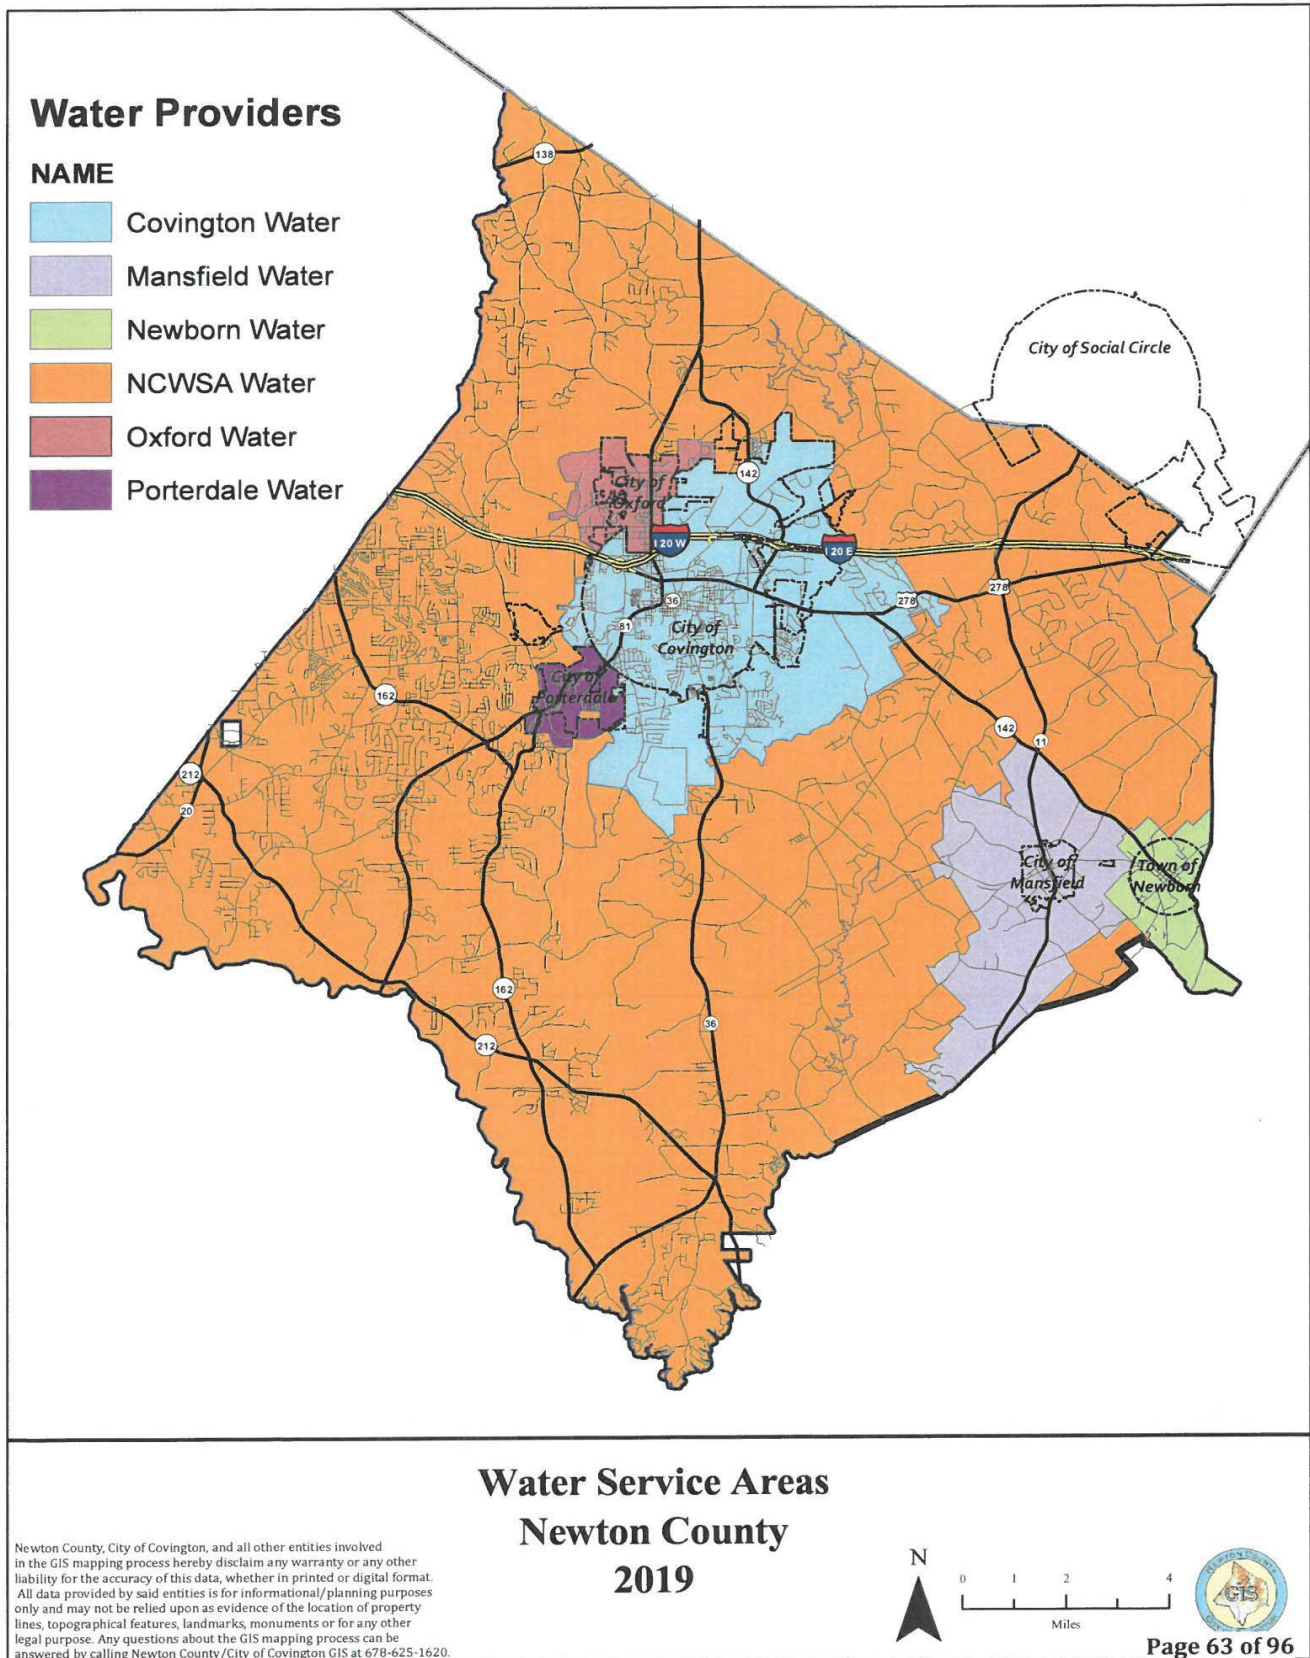 Water Providers
NAME
Covington Water
Mansfield Water
Newborn Water
NCWSA Water
Oxford Water
Porterdale Water
138
City of Social Circle
142
City of
Oxford
I 20 W
I 20 E
36
278
278
81
City of
Covington
City of
Porterdale
162
142
11
212
20
City of
Mansfield
Town of
Newborn
162
36
212
Water Service Areas
Newton County
2019
Newton County, City of Covington, and all other entities involved
in the GIS mapping process hereby disclaim any warranty or any other
liability for the accuracy of this data, whether in printed or digital format.
All data provided by said entities is for informational/planning purposes
only and may not be relied upon as evidence of the location of property
lines, topographical features, landmarks, monuments or for any other
legal purpose. Any questions about the GIS mapping process can be
answered by calling Newton County/City of Covington GIS at 678-625-1620.
N
0 1 2 4
Miles
NEWTON COUNTY
GIS
Page 63 of 96